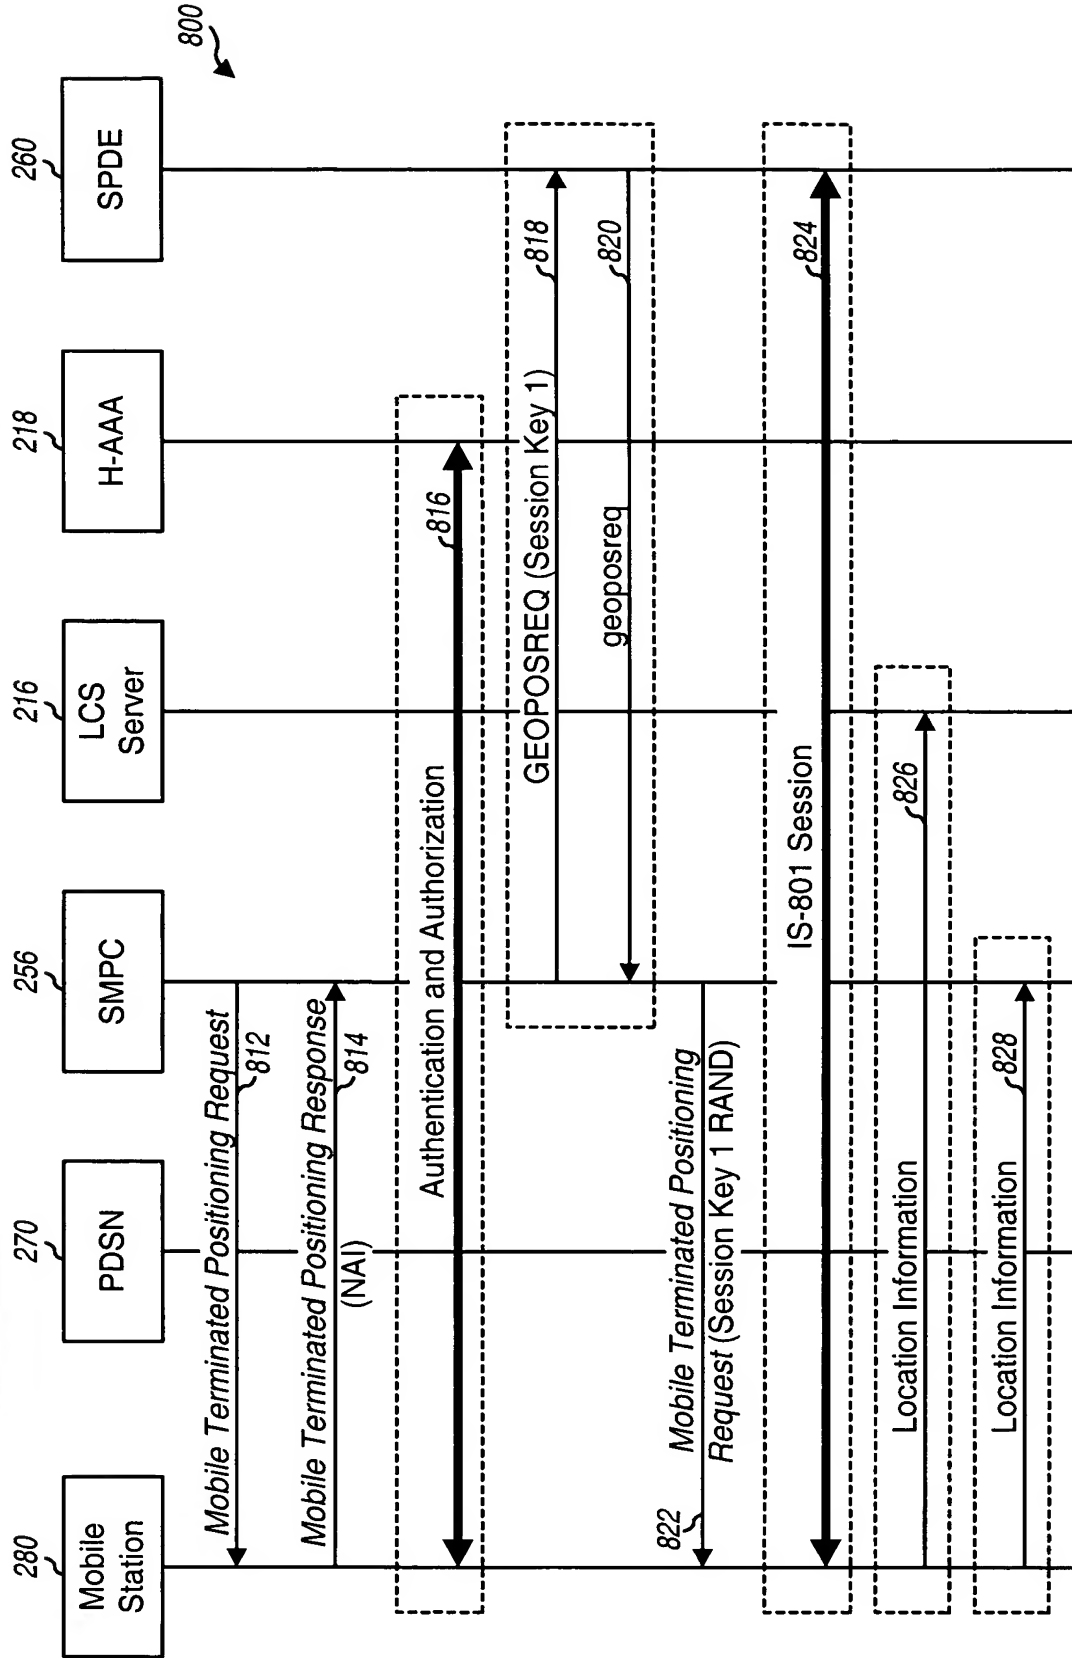 800
280
270
256
216
218
260
Mobile
Station
PDSN
SMPC
LCS
Server
H-AAA
SPDE
Mobile Terminated Positioning Request
812
Mobile Terminated Positioning Response
(NAI)
814
Authentication and Authorization
816
GEOPOSREQ (Session Key 1)
818
geoposreq
820
Mobile Terminated Positioning
Request (Session Key 1 RAND)
822
IS-801 Session
824
Location Information
826
Location Information
828